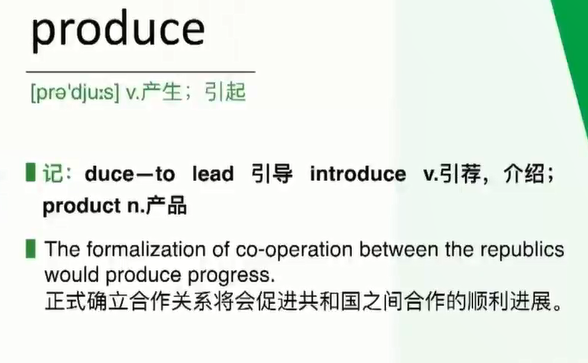 produce
[prə'djuːs] v.产生；引起
记：duce—to lead 引导 introduce v.引荐，介绍；
product n.产品
The formalization of co-operation between the republics
would produce progress.
正式确立合作关系将会促进共和国之间合作的顺利进展。